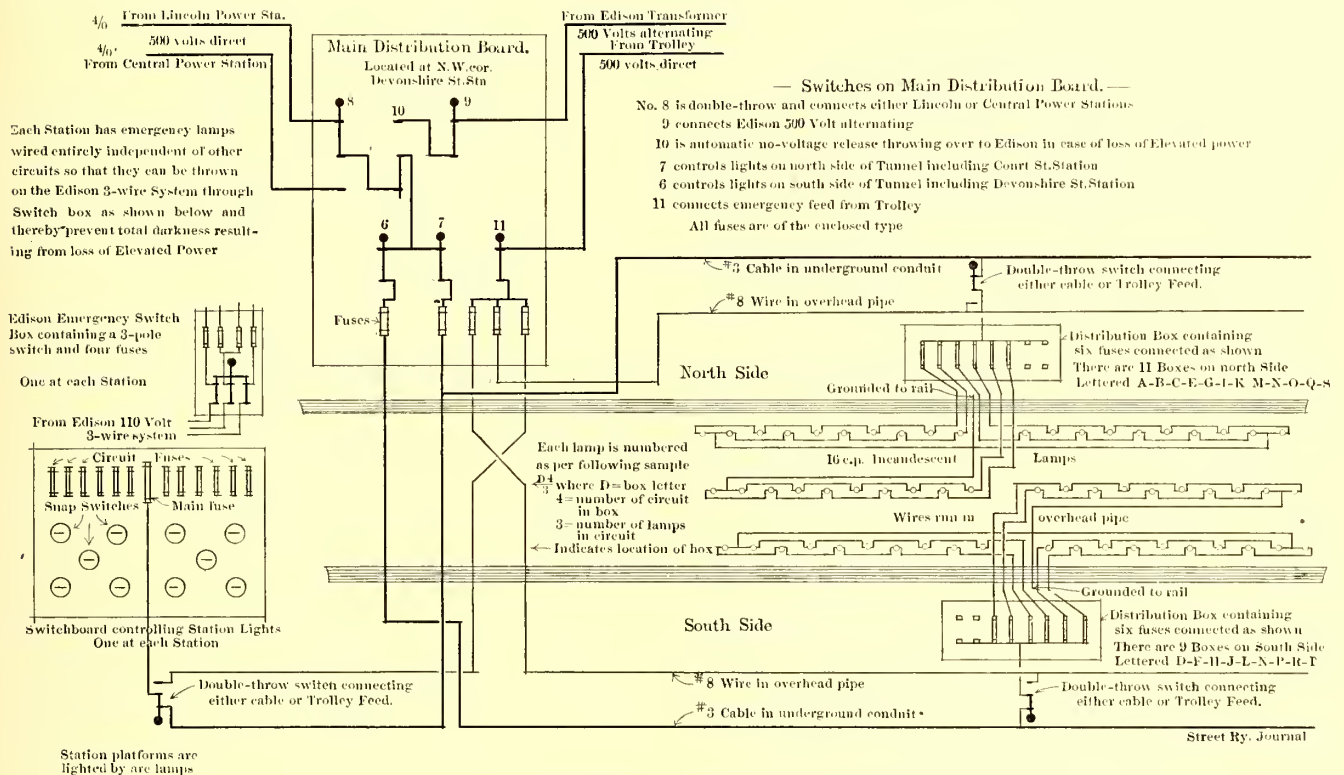 4/0 From Lincoln Power Sta.
500 volts direct
4/0. From Central Power Station
From Edison Transformer
500 Volts alternating
From Trolley
500 volts direct
Main Distribution Board.
Located at N.W. cor.
Devonshire St. Sta
8
10
9
6
7
11
Fuses
— Switches on Main Distribution Board. —
No. 8 is double-throw and connects either Lincoln or Central Power Stations
9 connects Edison 500 Volt alternating
10 is automatic no-voltage release throwing over to Edison in case of loss of Elevated power
7 controls lights on north side of Tunnel including Court St. Station
6 controls lights on south side of Tunnel including Devonshire St. Station
11 connects emergency feed from Trolley
All fuses are of the enclosed type
Each Station has emergency lamps
wired entirely independent of other
circuits so that they can be thrown
on the Edison 3-wire System through
Switch box as shown below and
thereby prevent total darkness result-
ing from loss of Elevated Power
Edison Emergency Switch
Box containing a 3-pole
switch and four fuses
One at each Station
From Edison 110 Volt
3-wire system
Circuit Fuses
Snap Switches
Main fuse
Switchboard controlling Station Lights
One at each Station
Double-throw switch connecting
either cable or Trolley Feed.
Station platforms are
lighted by arc lamps
#3 Cable in underground conduit
#8 Wire in overhead pipe
Double-throw switch connecting
either cable or Trolley Feed.
Distribution Box containing
six fuses connected as shown
There are 11 Boxes on north Side
Lettered A-B-C-E-G-I-K M-N-O-Q-S
North Side
Grounded to rail
Each lamp is numbered
as per following sample
D4/3 where D = box letter
4 = number of circuit
in box
3 = number of lamps
in circuit
Indicates location of box
16 c.p. Incandescent Lamps
Wires run in overhead pipe
Grounded to rail
South Side
Distribution Box containing
six fuses connected as shown
There are 9 Boxes on South Side
Lettered D-F-H-J-L-N-P-R-T
#8 Wire in overhead pipe
#3 Cable in underground conduit
Double-throw switch connecting
either cable or Trolley Feed.
Street Ry. Journal